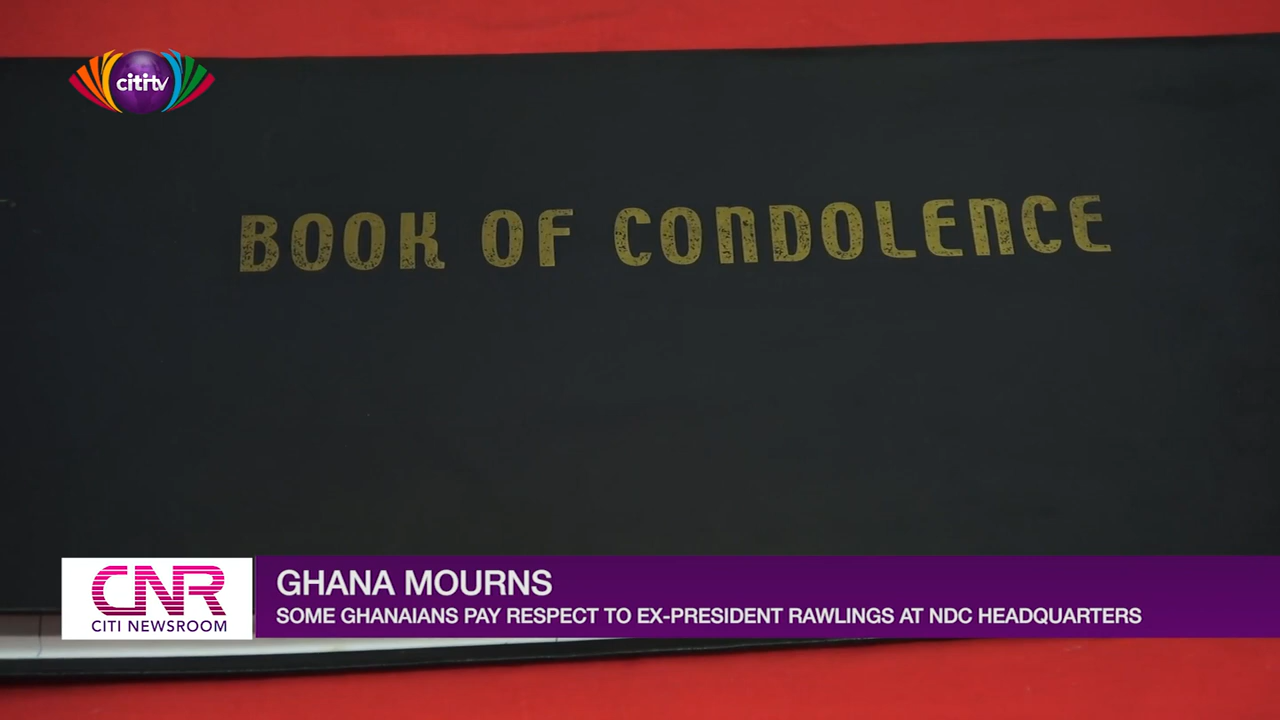 citi tv
BOOK OF CONDOLENCE
CNR
CITI NEWSROOM
GHANA MOURNS
SOME GHANAIANS PAY RESPECT TO EX-PRESIDENT RAWLINGS AT NDC HEADQUARTERS